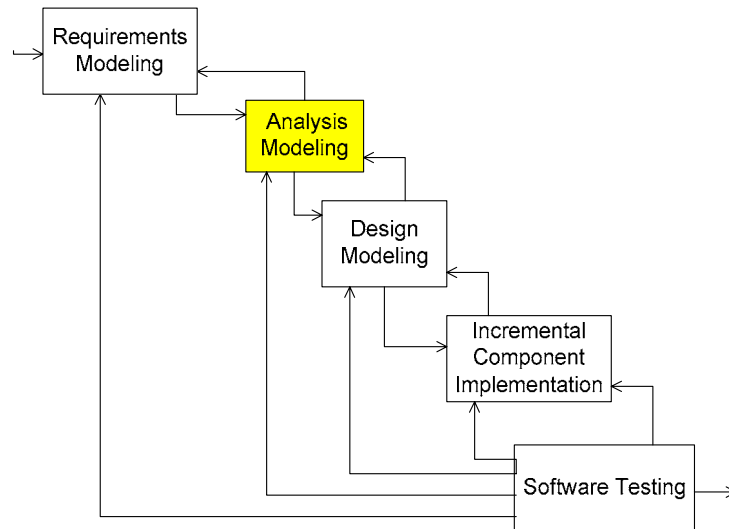 Requirements
Modeling
Analysis
Modeling
Design
Modeling
Incremental
Component
Implementation
Software Testing